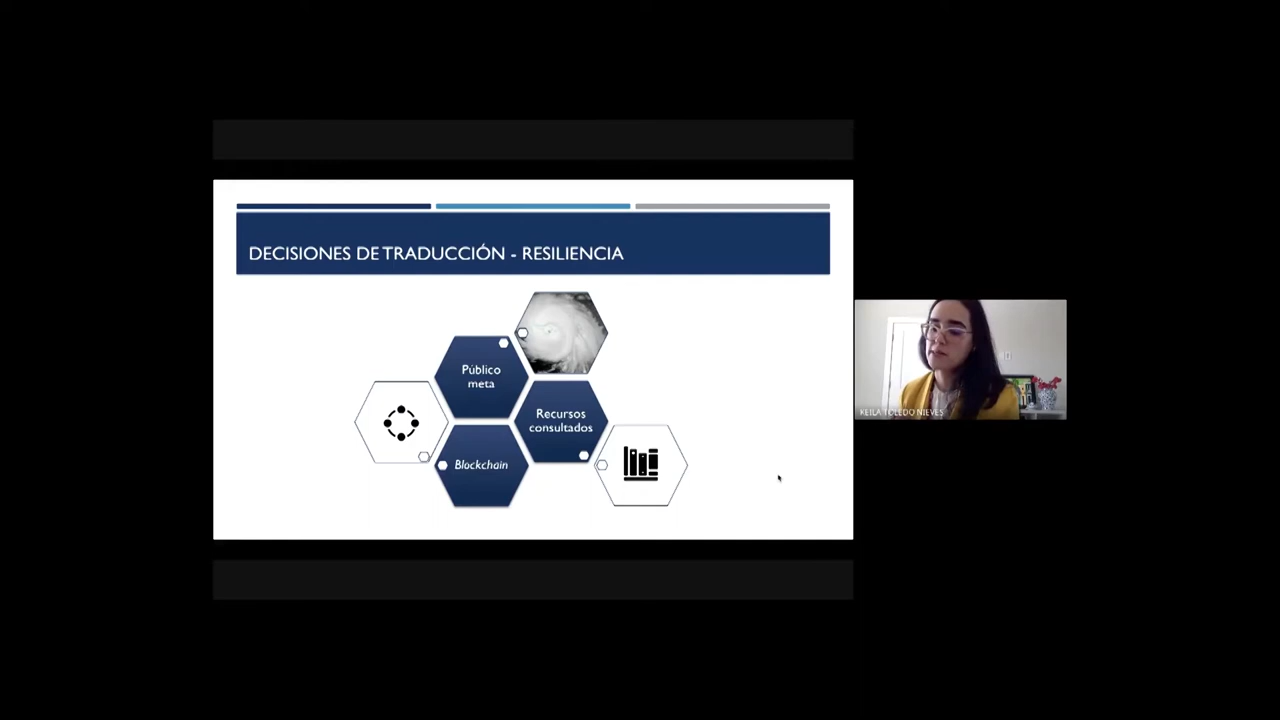 DECISIONES DE TRADUCCIÓN - RESILIENCIA
Público
meta
Recursos
consultados
Blockchain
KEILA TOLEDO NIEVES